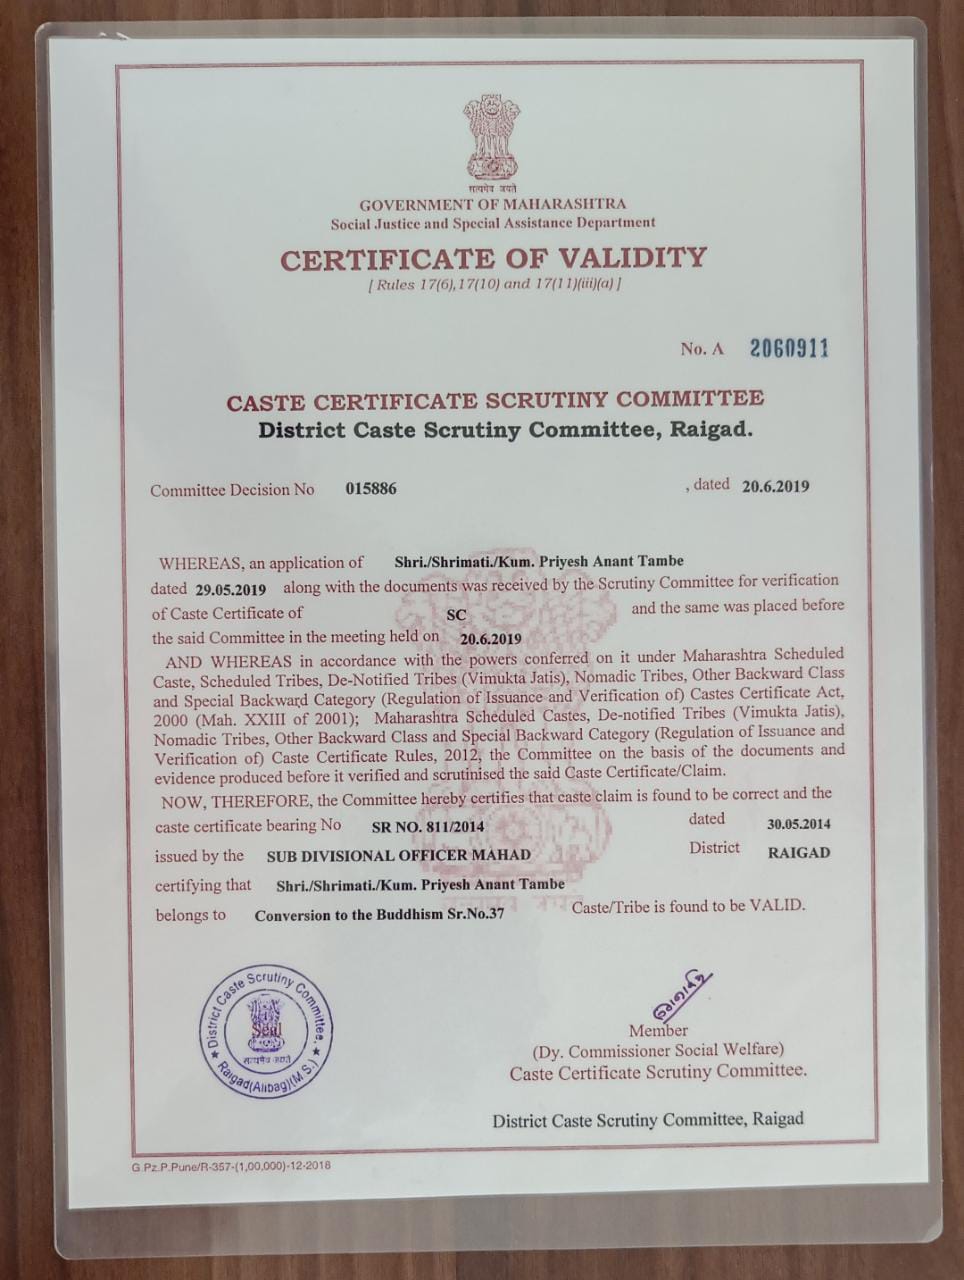 सत्यमेव जयते
GOVERNMENT OF MAHARASHTRA
Social Justice and Special Assistance Department
CERTIFICATE OF VALIDITY
[ Rules 17(6),17(10) and 17(11)(iii)(a) ]
No. A 2060911
CASTE CERTIFICATE SCRUTINY COMMITTEE
District Caste Scrutiny Committee, Raigad.
Committee Decision No 015886 , dated 20.6.2019
WHEREAS, an application of Shri./Shrimati./Kum. Priyesh Anant Tambe
dated 29.05.2019 along with the documents was received by the Scrutiny Committee for verification
of Caste Certificate of SC and the same was placed before
the said Committee in the meeting held on 20.6.2019
AND WHEREAS in accordance with the powers conferred on it under Maharashtra Scheduled
Caste, Scheduled Tribes, De-Notified Tribes (Vimukta Jatis), Nomadic Tribes, Other Backward Class
and Special Backward Category (Regulation of Issuance and Verification of) Castes Certificate Act,
2000 (Mah. XXIII of 2001); Maharashtra Scheduled Castes, De-notified Tribes (Vimukta Jatis),
Nomadic Tribes, Other Backward Class and Special Backward Category (Regulation of Issuance and
Verification of) Caste Certificate Rules, 2012, the Committee on the basis of the documents and
evidence produced before it verified and scrutinised the said Caste Certificate/Claim.
NOW, THEREFORE, the Committee hereby certifies that caste claim is found to be correct and the
caste certificate bearing No SR NO. 811/2014 dated 30.05.2014
issued by the SUB DIVISIONAL OFFICER MAHAD District RAIGAD
certifying that Shri./Shrimati./Kum. Priyesh Anant Tambe
belongs to Conversion to the Buddhism Sr.No.37 Caste/Tribe is found to be VALID.
District Caste Scrutiny Committee,
Seal
सत्यमेव जयते
★ Raigad(Alibag)(M.S.) ★
Member
(Dy. Commissioner Social Welfare)
Caste Certificate Scrutiny Committee.
District Caste Scrutiny Committee, Raigad
G.Pz.P.Pune/R-357-(1,00,000)-12-2018